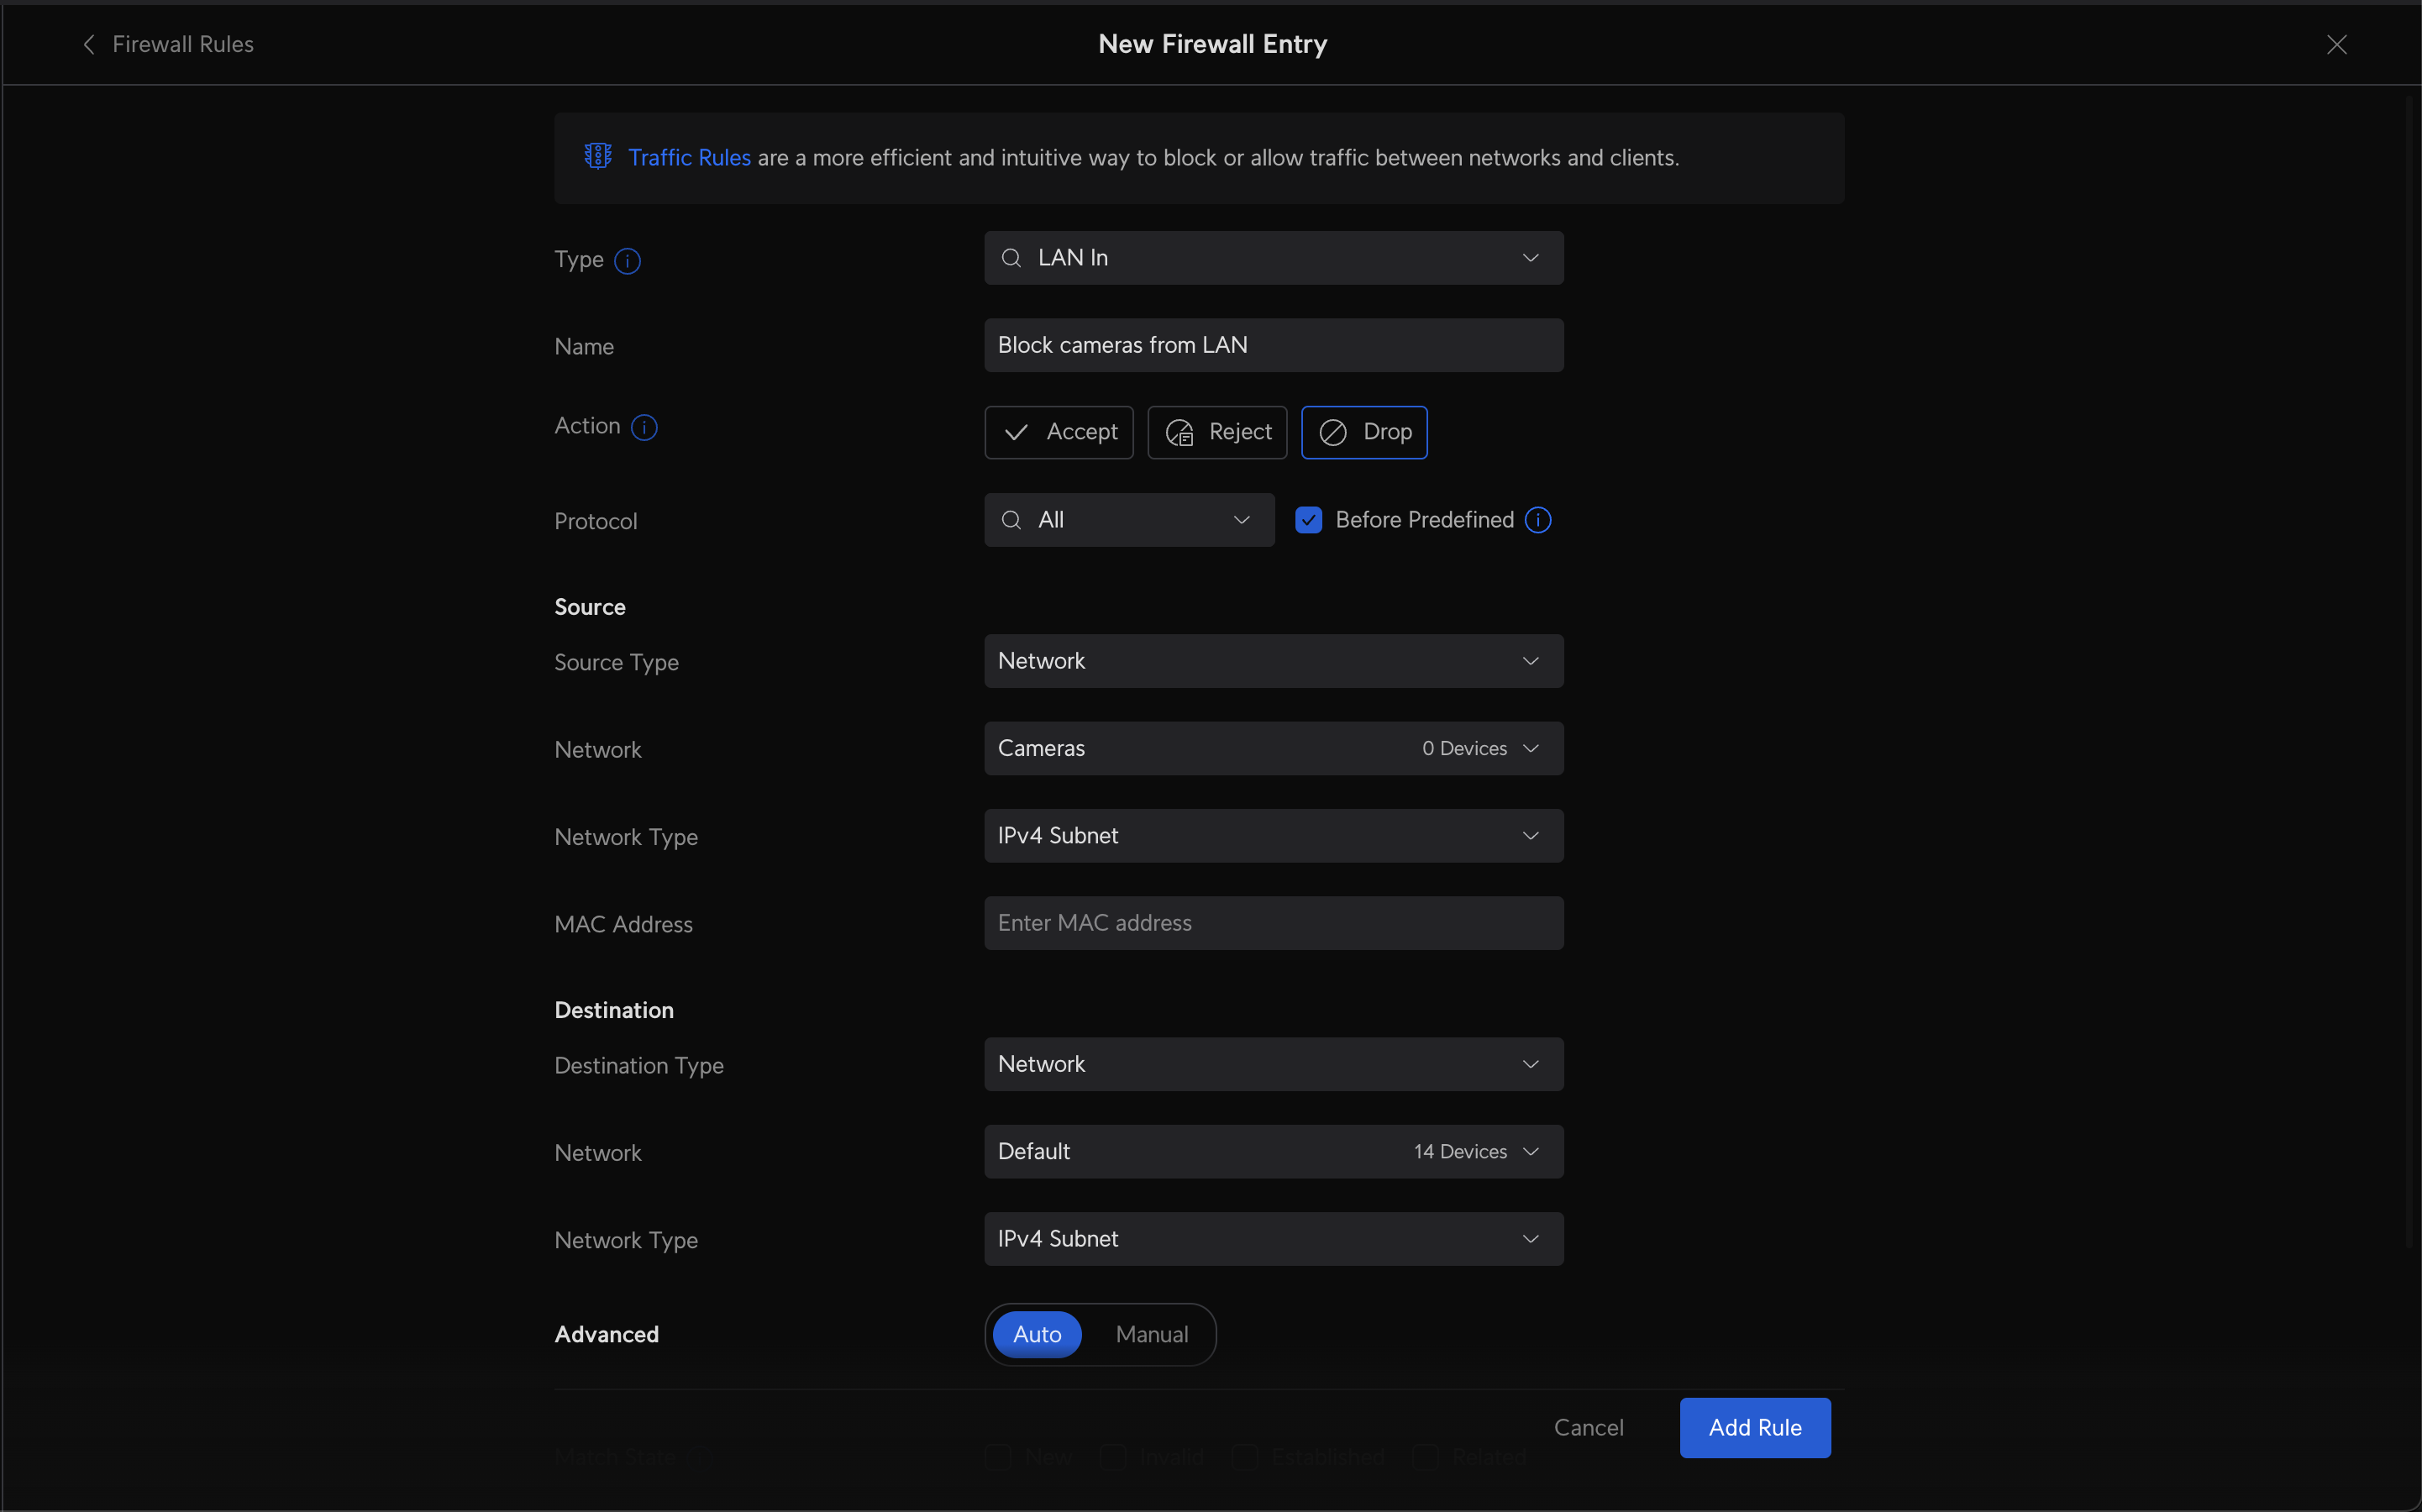 Firewall Rules
New Firewall Entry
Traffic Rules are a more efficient and intuitive way to block or allow traffic between networks and clients.
Type
LAN In
Name
Block cameras from LAN
Action
Accept
Reject
Drop
Protocol
All
Before Predefined
Source
Source Type
Network
Network
Cameras
0 Devices
Network Type
IPv4 Subnet
MAC Address
Enter MAC address
Destination
Destination Type
Network
Network
Default
14 Devices
Network Type
IPv4 Subnet
Advanced
Auto
Manual
Cancel
Add Rule
Match State
New
Invalid
Established
Related